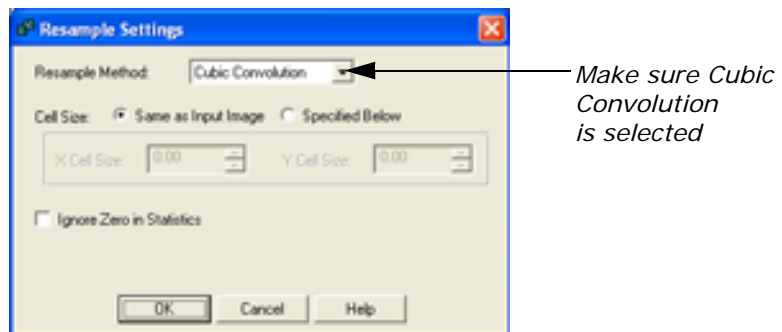 Resample Settings
Resample Method: Cubic Convolution
Make sure Cubic
Convolution
is selected
Cell Size: Same as Input Image Specified Below
X Cell Size: 0.00 Y Cell Size: 0.00
Ignore Zero in Statistics
OK Cancel Help